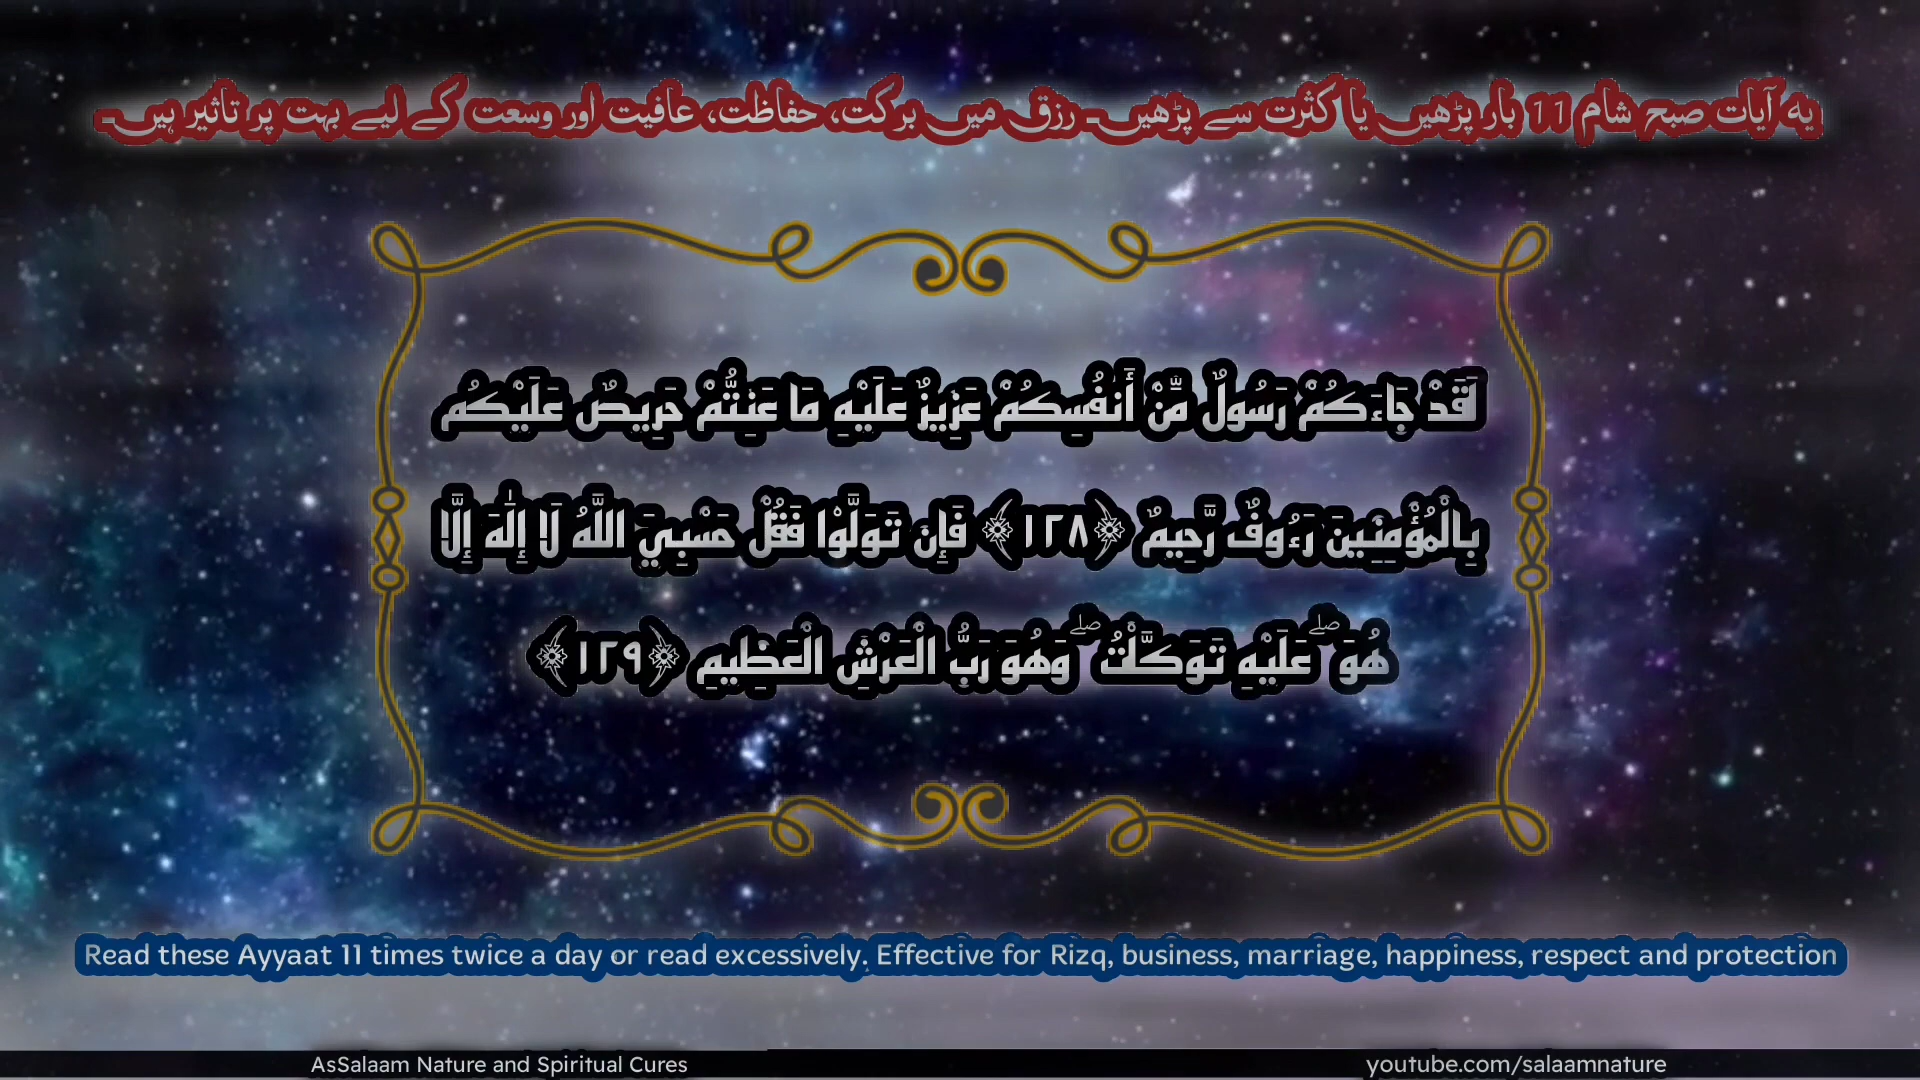 یہ آیات صبح شام 11 بار پڑھیں یا کثرت سے پڑھیں۔ رزق میں برکت، حفاظت، عافیت اور وسعت کے لیے بہت پر تاثیر ہیں۔
لَقَدْ جَاءَكُمْ رَسُولٌ مِّنْ أَنفُسِكُمْ عَزِيزٌ عَلَيْهِ مَا عَنِتُّمْ حَرِيصٌ عَلَيْكُم
بِالْمُؤْمِنِينَ رَءُوفٌ رَّحِيمٌ ﴿١٢٨﴾ فَإِن تَوَلَّوْا فَقُلْ حَسْبِيَ اللَّهُ لَا إِلَٰهَ إِلَّا
هُوَ ۖ عَلَيْهِ تَوَكَّلْتُ ۖ وَهُوَ رَبُّ الْعَرْشِ الْعَظِيمِ ﴿١٢٩﴾
Read these Ayyaat 11 times twice a day or read excessively. Effective for Rizq, business, marriage, happiness, respect and protection
AsSalaam Nature and Spiritual Cures
youtube.com/salaamnature